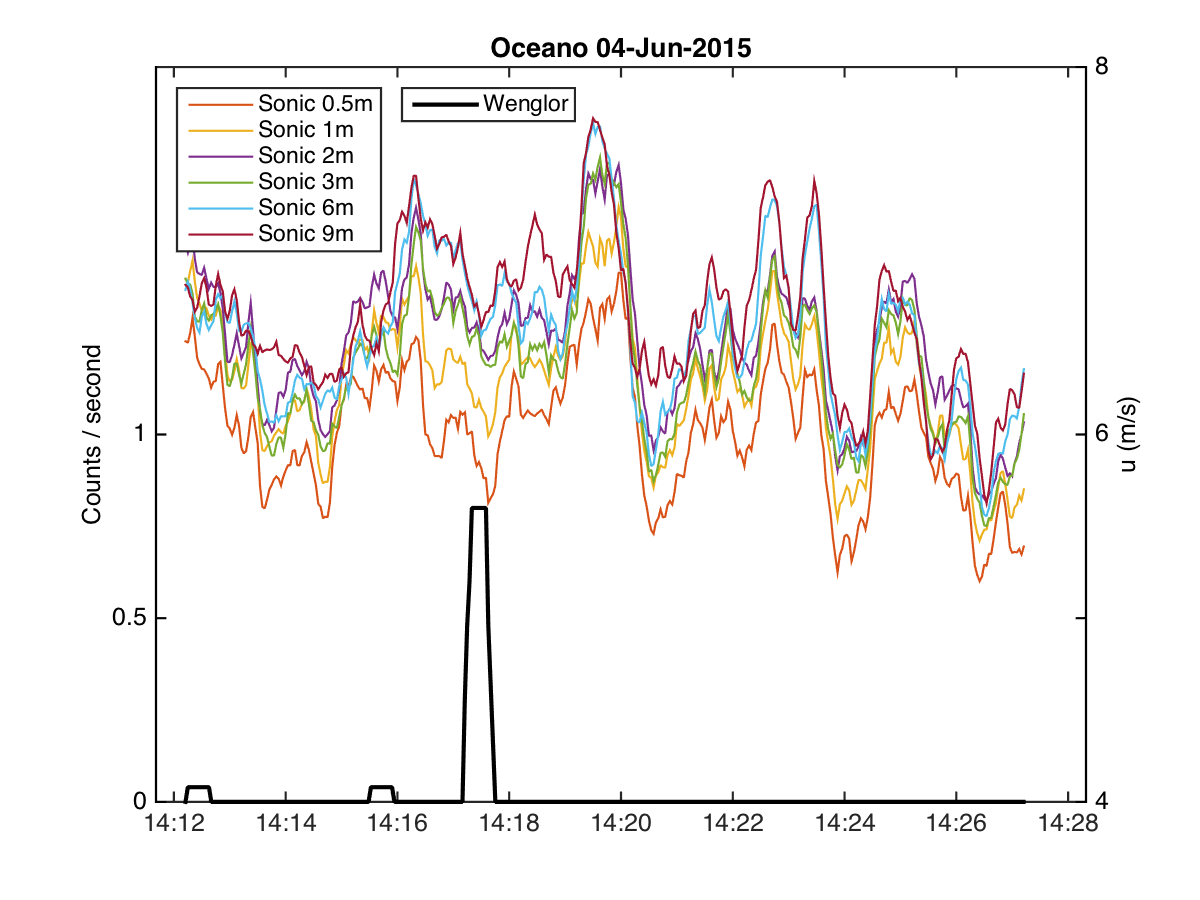 Oceano 04-Jun-2015
Sonic 0.5m
Sonic 1m
Sonic 2m
Sonic 3m
Sonic 6m
Sonic 9m
Wenglor
Counts / second
1
0.5
0
8
6
4
u (m/s)
14:12 14:14 14:16 14:18 14:20 14:22 14:24 14:26 14:28